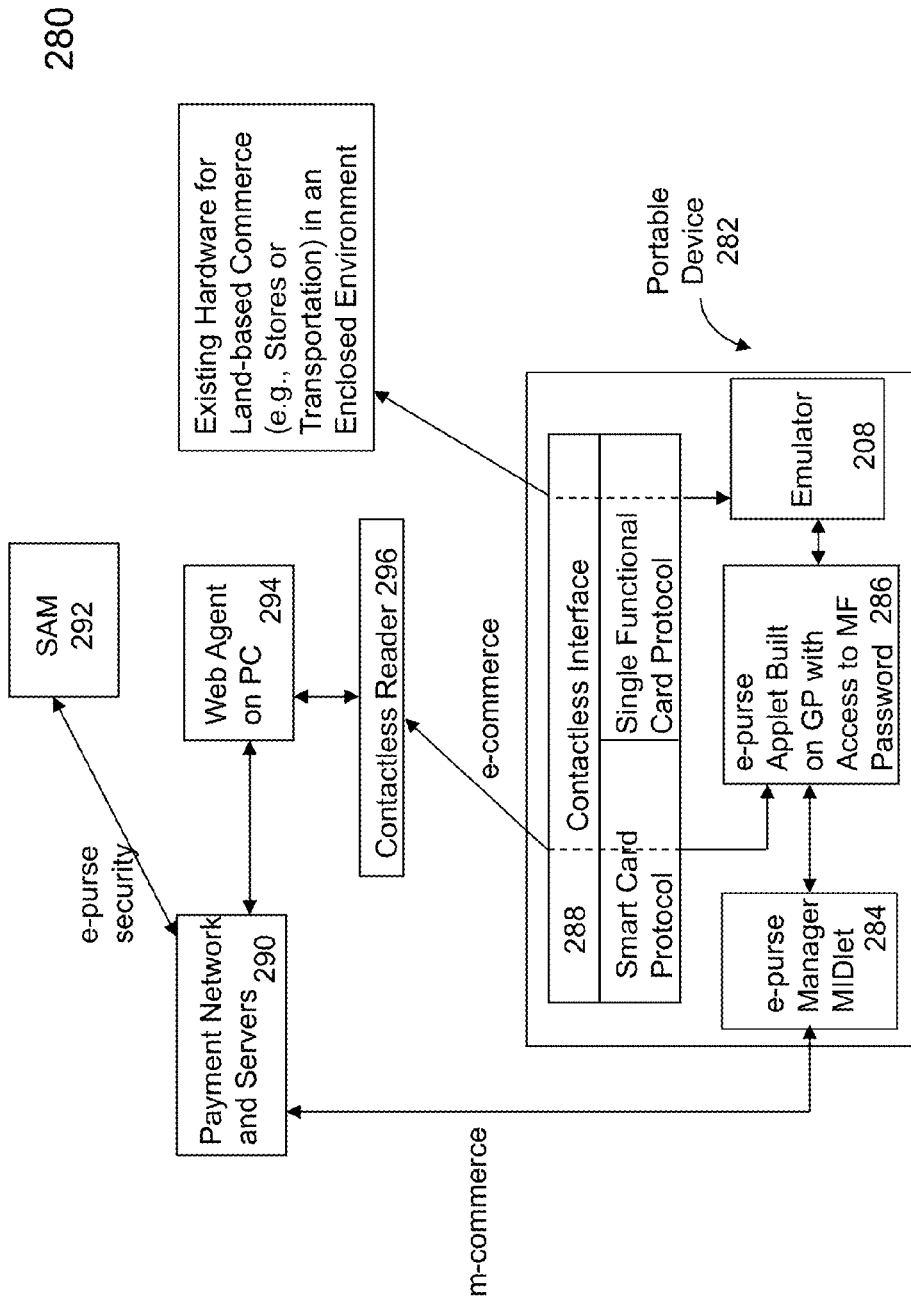 280
SAM
292
e-purse
security
Payment Network
and Servers 290
Web Agent
on PC 294
Existing Hardware for
Land-based Commerce
(e.g., Stores or
Transportation) in an
Enclosed Environment
Contactless Reader 296
m-commerce
e-commerce
288 Contactless Interface
Smart Card
Protocol
Single Functional
Card Protocol
Portable
Device
282
e-purse
Manager
MIDlet
284
e-purse
Applet Built
on GP with
Access to MF
Password 286
Emulator
208